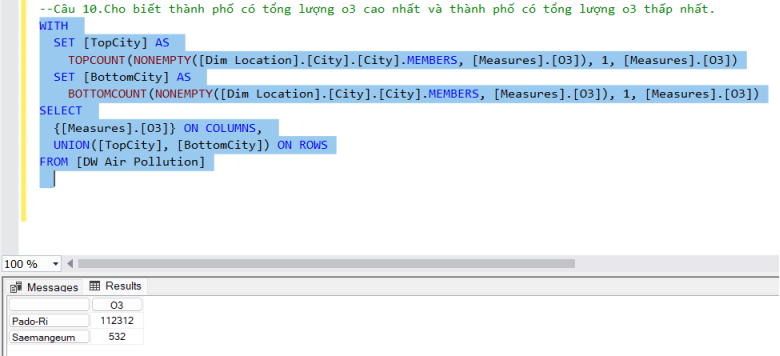 --Câu 10.Cho biết thành phố có tổng lượng o3 cao nhất và thành phố có tổng lượng o3 thấp nhất.
WITH
SET [TopCity] AS
TOPCOUNT(NONEMPTY([Dim Location].[City].[City].MEMBERS, [Measures].[O3]), 1, [Measures].[O3])
SET [BottomCity] AS
BOTTOMCOUNT(NONEMPTY([Dim Location].[City].[City].MEMBERS, [Measures].[O3]), 1, [Measures].[O3])
SELECT
{[Measures].[O3]} ON COLUMNS,
UNION([TopCity], [BottomCity]) ON ROWS
FROM [DW Air Pollution]
100 %
Messages Results
O3
Pado-Ri 112312
Saemangeum 532